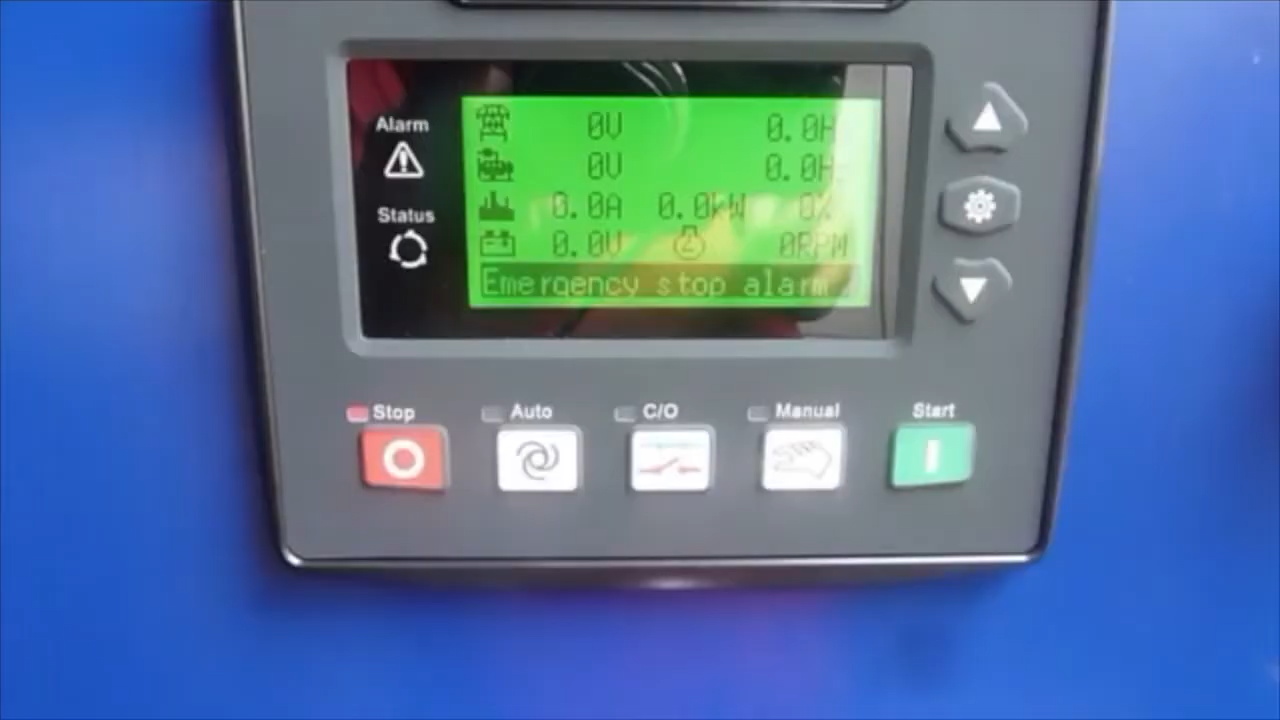 Alarm
Status
0V 0.0H
0V 0.0H
0.0A 0.0kW 0%
0.0V 0RPM
Emergency stop alarm
Stop Auto C/O Manual Start